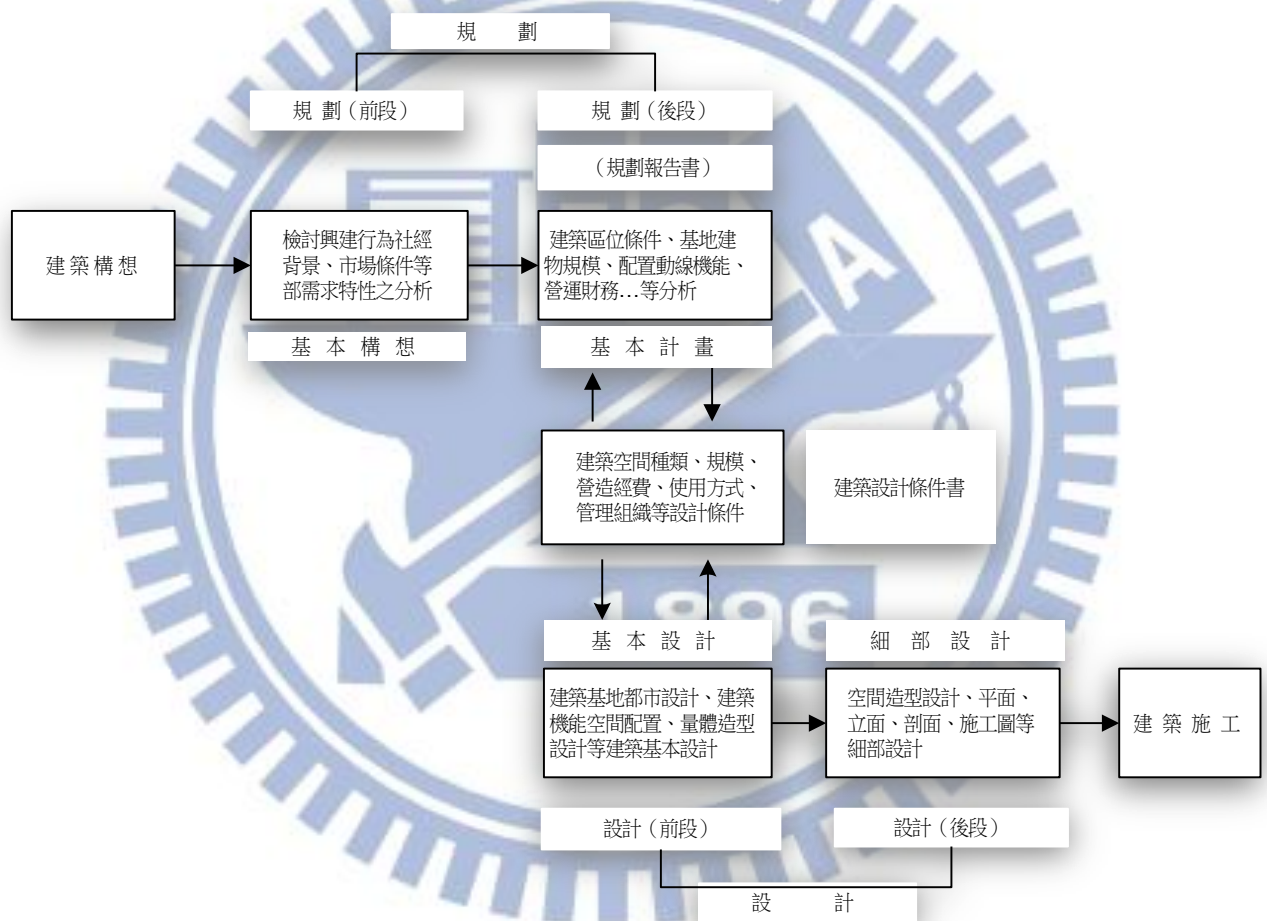 規 劃
規 劃（前段）
規 劃（後段）
（規劃報告書）
建 築 構 想
檢討興建行為社經
背景、市場條件等
部需求特性之分析
建築區位條件、基地建
物規模、配置動線機能、
營運財務…等分析
基 本 構 想
基 本 計 畫
建築空間種類、規模、
營造經費、使用方式、
管理組織等設計條件
建築設計條件書
1896
基 本 設 計
細 部 設 計
建築基地都市設計、建築
機能空間配置、量體造型
設計等建築基本設計
空間造型設計、平面、
立面、剖面、施工圖等
細部設計
建 築 施 工
設計（前段）
設計（後段）
設 計
A